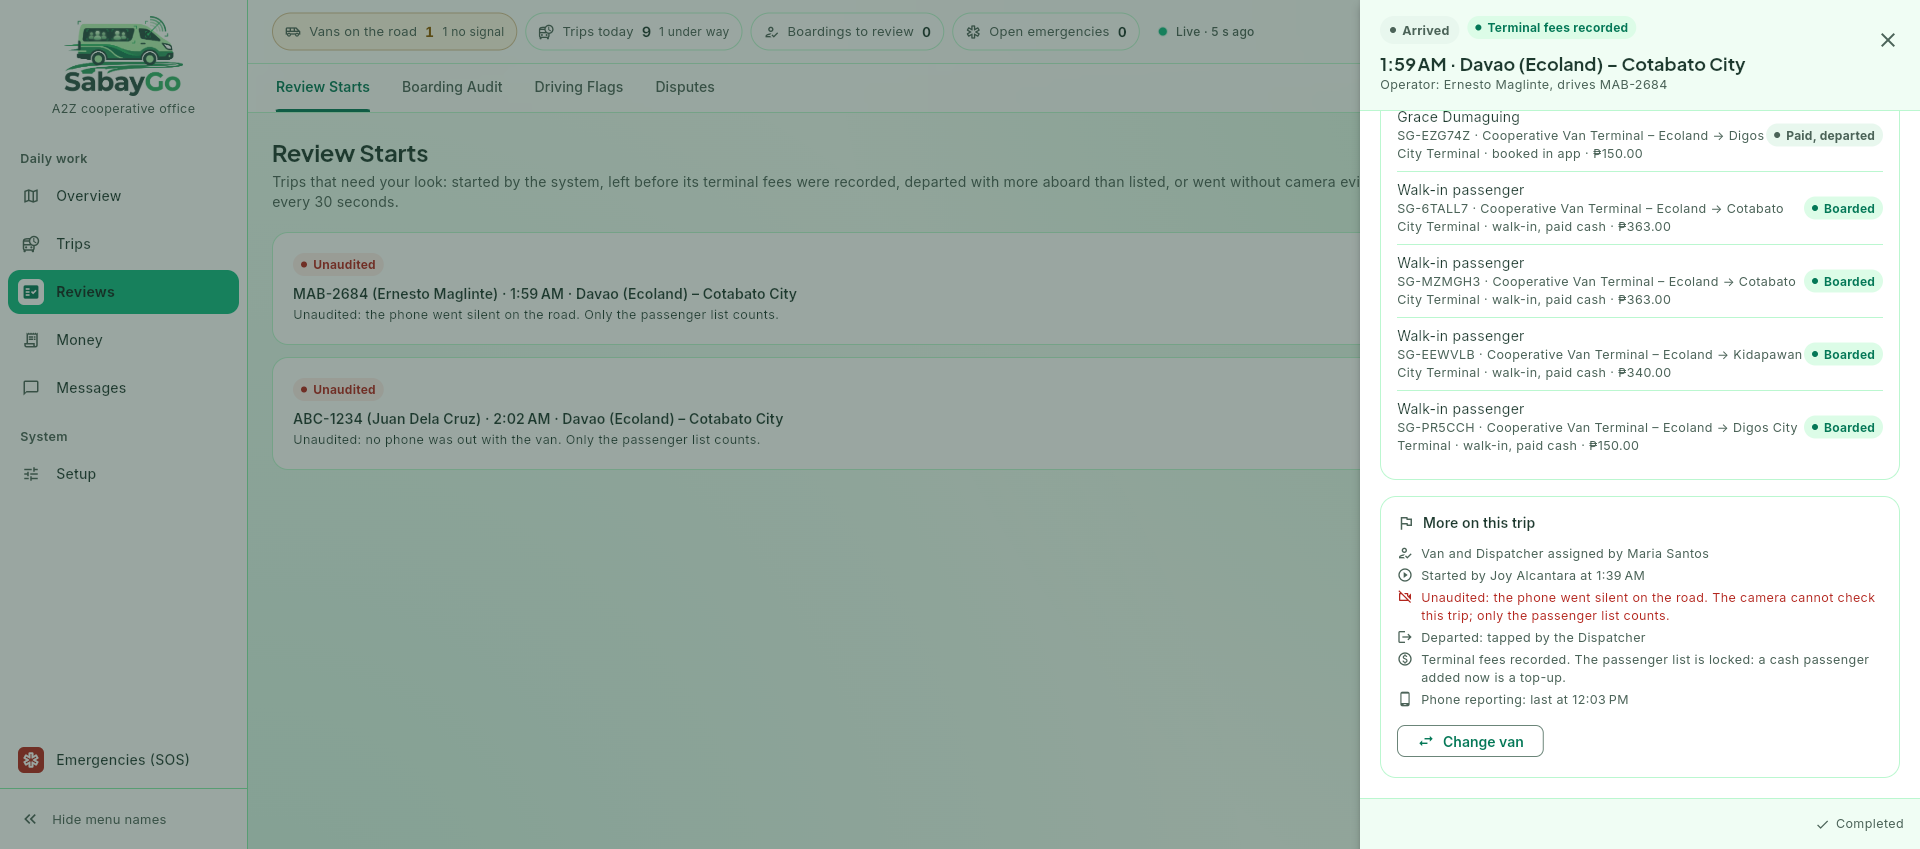 SabayGo
A2Z cooperative office
Daily work
Overview
Trips
Reviews
Money
Messages
System
Setup
Emergencies (SOS)
Hide menu names
Vans on the road 1 1 no signal
Trips today 9 1 under way
Boardings to review 0
Open emergencies 0
Live · 5 s ago
Review Starts
Boarding Audit
Driving Flags
Disputes
Review Starts
Trips that need your look: started by the system, left before its terminal fees were recorded, departed with more aboard than listed, or went without camera evi
every 30 seconds.
Unaudited
MAB-2684 (Ernesto Maglinte) · 1:59 AM · Davao (Ecoland) – Cotabato City
Unaudited: the phone went silent on the road. Only the passenger list counts.
Unaudited
ABC-1234 (Juan Dela Cruz) · 2:02 AM · Davao (Ecoland) – Cotabato City
Unaudited: no phone was out with the van. Only the passenger list counts.
Arrived
Terminal fees recorded
1:59 AM · Davao (Ecoland) – Cotabato City
Operator: Ernesto Maglinte, drives MAB-2684
Grace Dumaguing
SG-EZG74Z · Cooperative Van Terminal – Ecoland → Digos
City Terminal · booked in app · ₱150.00
Paid, departed
Walk-in passenger
SG-6TALL7 · Cooperative Van Terminal – Ecoland → Cotabato
City Terminal · walk-in, paid cash · ₱363.00
Boarded
Walk-in passenger
SG-MZMGH3 · Cooperative Van Terminal – Ecoland → Cotabato
City Terminal · walk-in, paid cash · ₱363.00
Boarded
Walk-in passenger
SG-EEWVLB · Cooperative Van Terminal – Ecoland → Kidapawan
City Terminal · walk-in, paid cash · ₱340.00
Boarded
Walk-in passenger
SG-PR5CCH · Cooperative Van Terminal – Ecoland → Digos City
Terminal · walk-in, paid cash · ₱150.00
Boarded
More on this trip
Van and Dispatcher assigned by Maria Santos
Started by Joy Alcantara at 1:39 AM
Unaudited: the phone went silent on the road. The camera cannot check
this trip; only the passenger list counts.
Departed: tapped by the Dispatcher
Terminal fees recorded. The passenger list is locked: a cash passenger
added now is a top-up.
Phone reporting: last at 12:03 PM
Change van
Completed